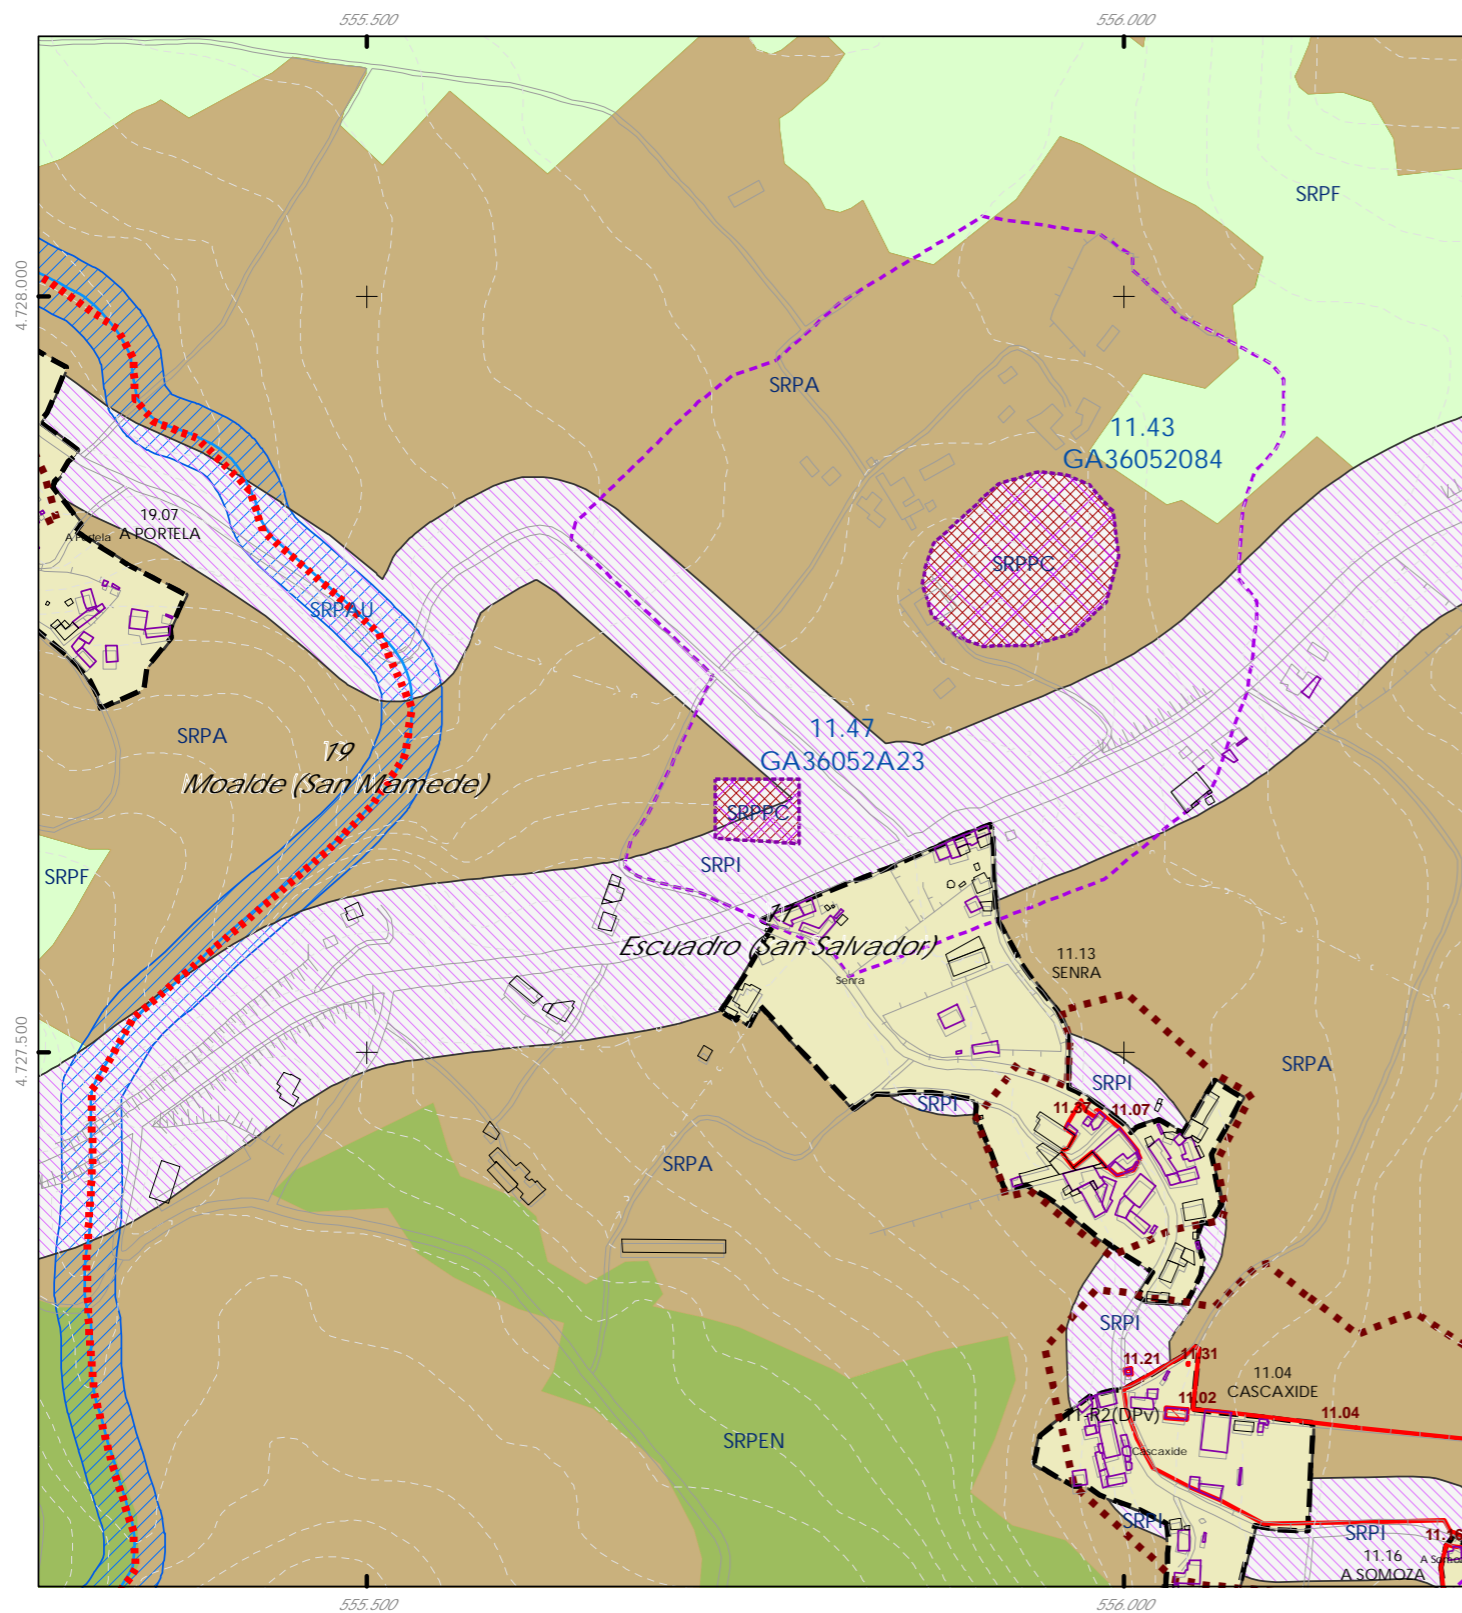 555.500
556.000
SRPF
4.728.000
SRPA
11.43
GA36052084
19.07
A PORTELA
A Portela
SRPPC
SRPAU
SRPA
19
Moalde (San Mamede)
11.47
GA36052A23
SRPPC
SRPF
SRPI
11
Escuadro (San Salvador)
11.13
SENRA
Senra
4.727.500
SRPA
SRPI
SRPI
11.37
11.07
SRPA
SRPI
11.21
11.31
11.04
CASCAXIDE
11.02
11.04
11-R2(DPv)
SRPEN
Cascaxide
SRPI
SRPI
11.16
A SOMOZA
555.500
556.000